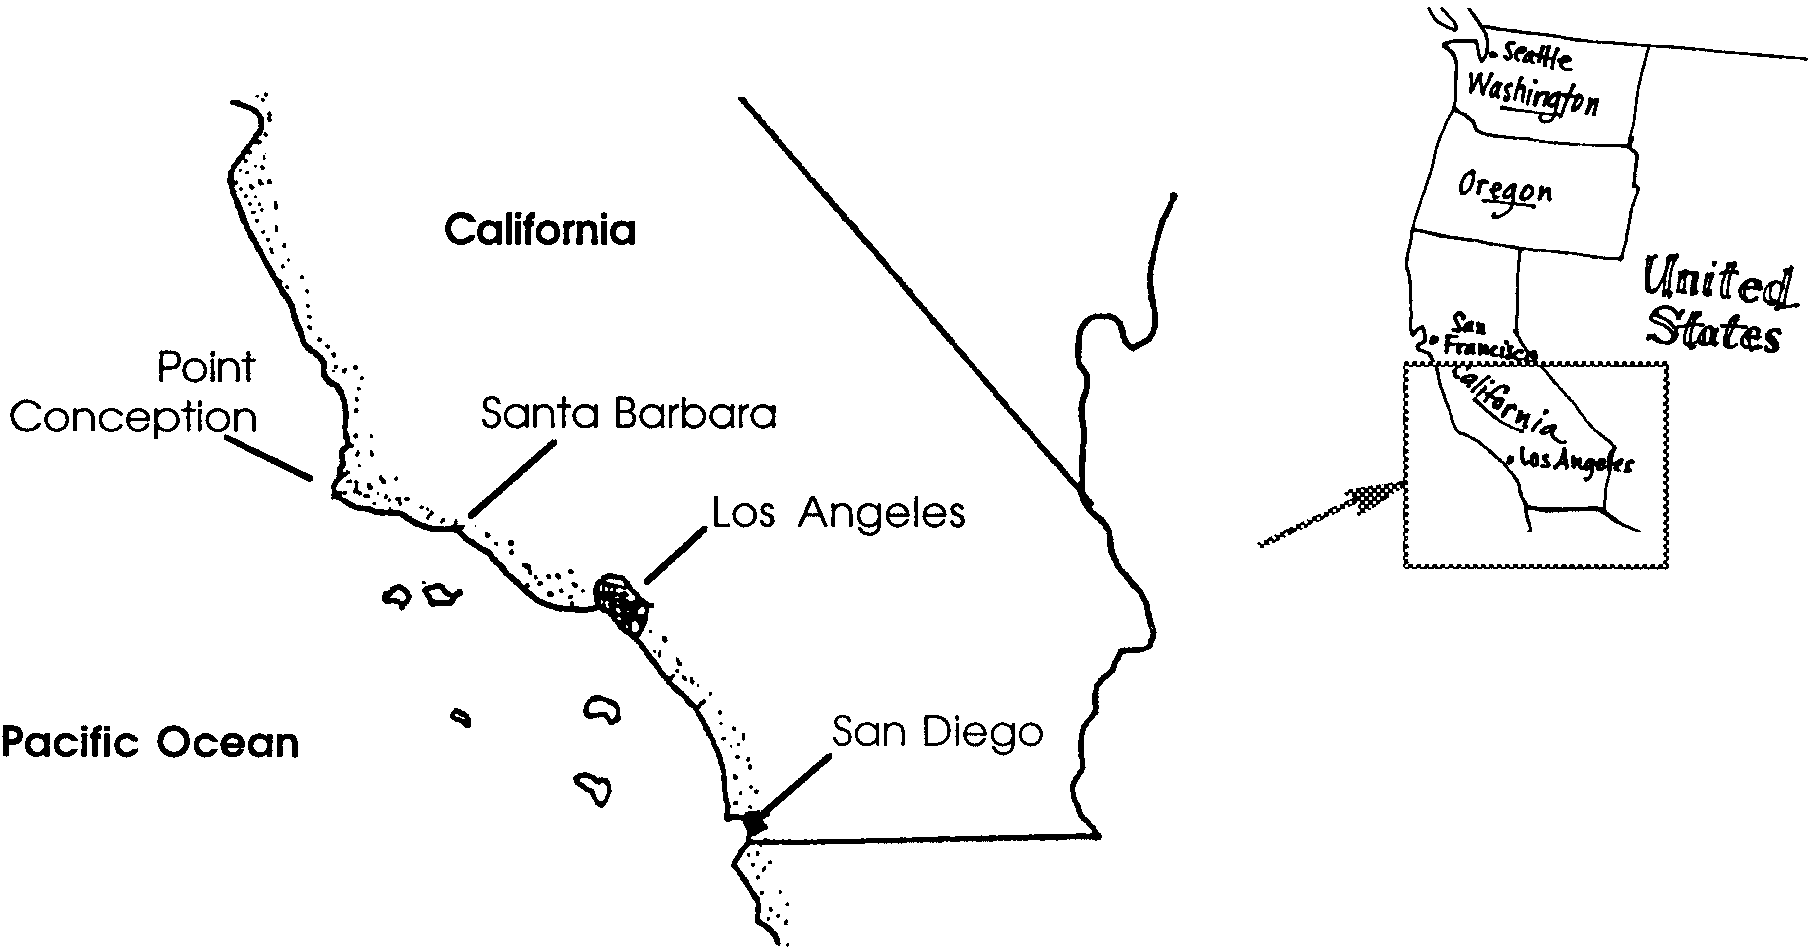 California
Point
Conception
Santa Barbara
Los Angeles
San Diego
Pacific Ocean
Seattle
Washington
Oregon
United
States
San
Francisco
California
Los Angeles